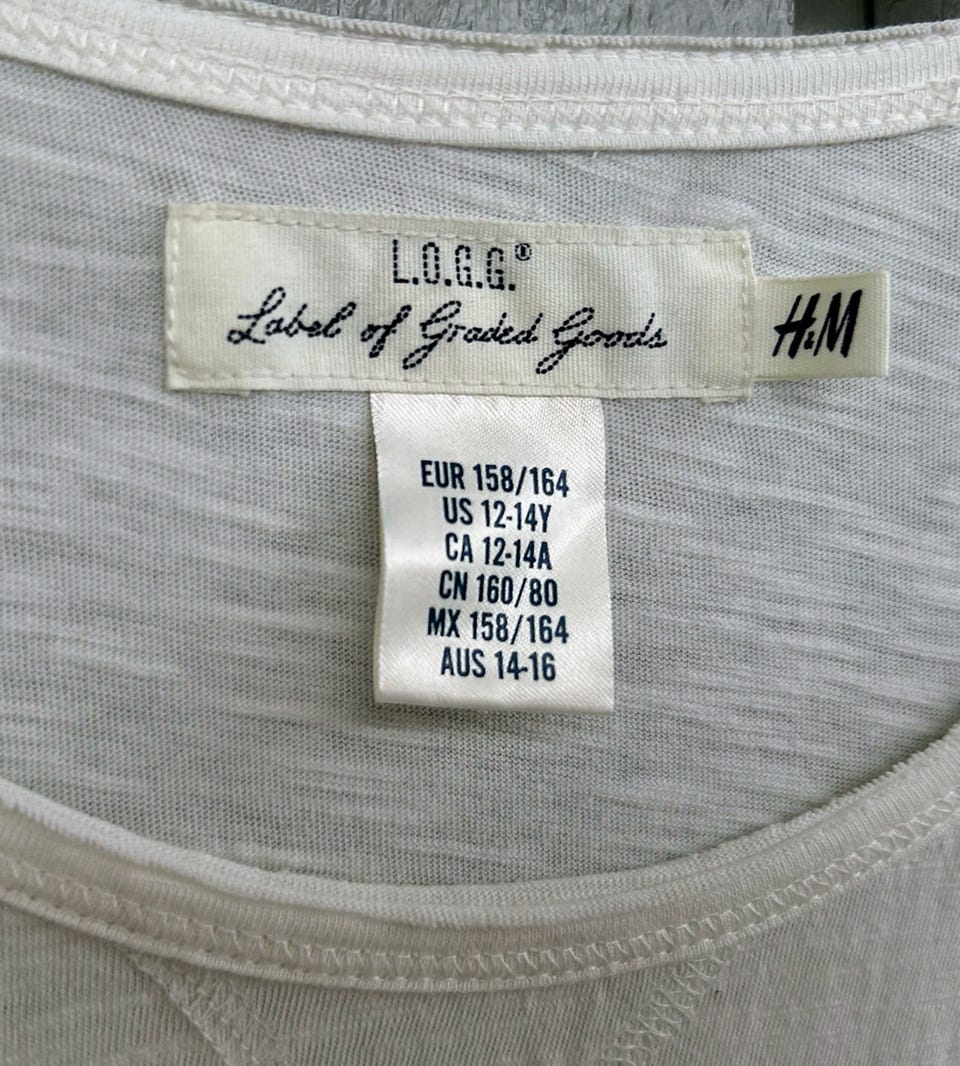 L.O.G.G.®
Label of Graded Goods
H&M
EUR 158/164
US 12-14Y
CA 12-14A
CN 160/80
MX 158/164
AUS 14-16